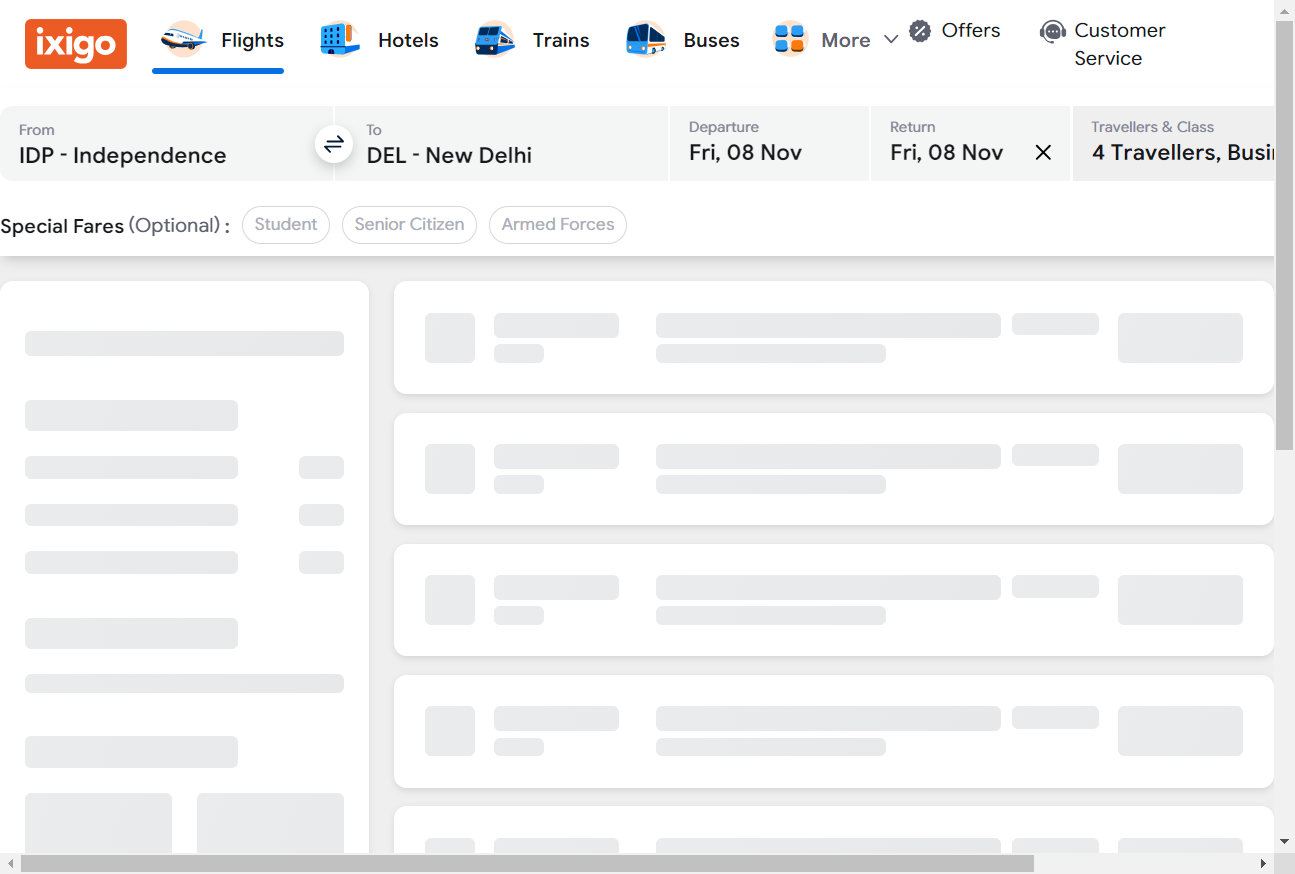 ixigo
Flights
Hotels
Trains
Buses
More
Offers
Customer
Service
From
IDP - Independence
To
DEL - New Delhi
Departure
Fri, 08 Nov
Return
Fri, 08 Nov
Travellers & Class
4 Travellers, Busi
Special Fares (Optional) :
Student
Senior Citizen
Armed Forces